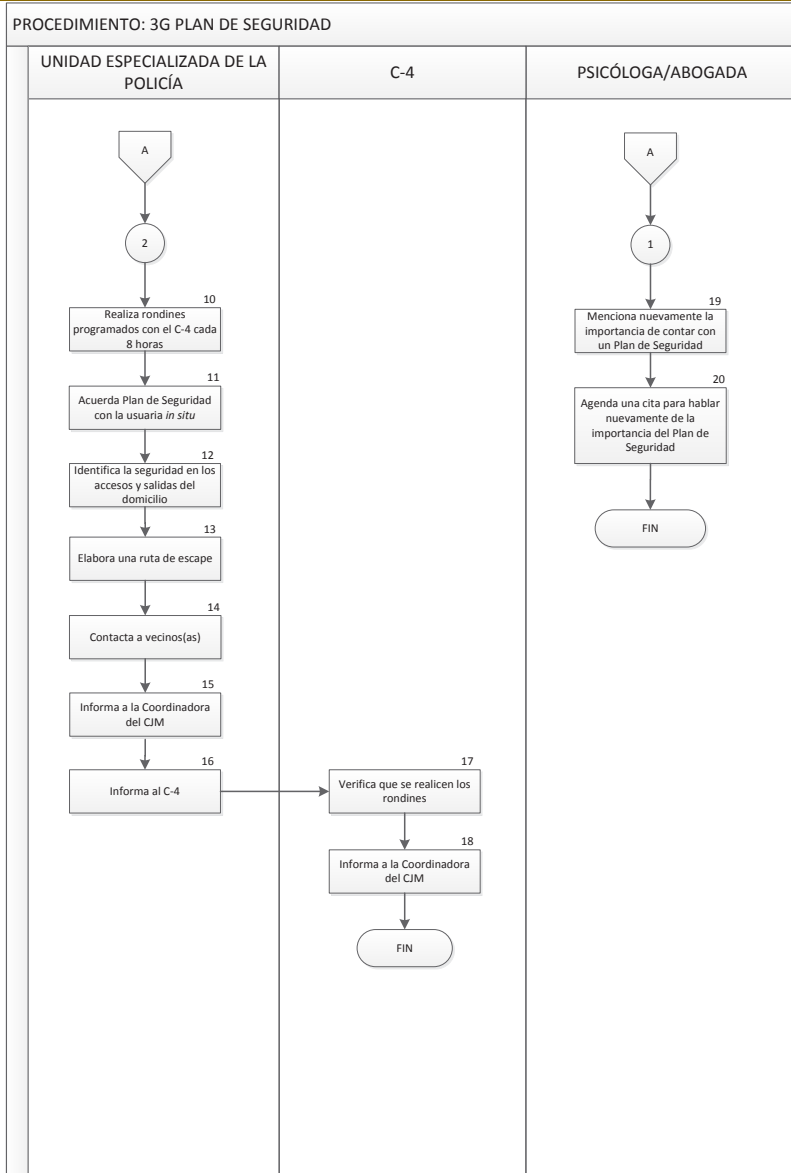 PROCEDIMIENTO: 3G PLAN DE SEGURIDAD
UNIDAD ESPECIALIZADA DE LA
POLICÍA
C-4
PSICÓLOGA/ABOGADA
A
2
10
Realiza rondines
programados con el C-4 cada
8 horas
11
Acuerda Plan de Seguridad
con la usuaria in situ
12
Identifica la seguridad en los
accesos y salidas del
domicilio
13
Elabora una ruta de escape
14
Contacta a vecinos(as)
15
Informa a la Coordinadora
del CJM
16
Informa al C-4
17
Verifica que se realicen los
rondines
18
Informa a la Coordinadora
del CJM
FIN
A
1
19
Menciona nuevamente la
importancia de contar con
un Plan de Seguridad
20
Agenda una cita para hablar
nuevamente de la
importancia del Plan de
Seguridad
FIN